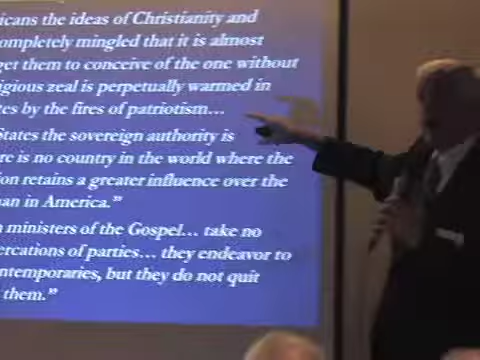 icans the ideas of Christianity and
ompletely mingled that it is almost
get them to conceive of the one without
igious zeal is perpetually warmed in
tes by the fires of patriotism…
States the sovereign authority is
re is no country in the world where the
ion retains a greater influence over the
an in America.”
ministers of the Gospel… take no
ercations of parties… they endeavor to
ntemporaries, but they do not quit
them.”